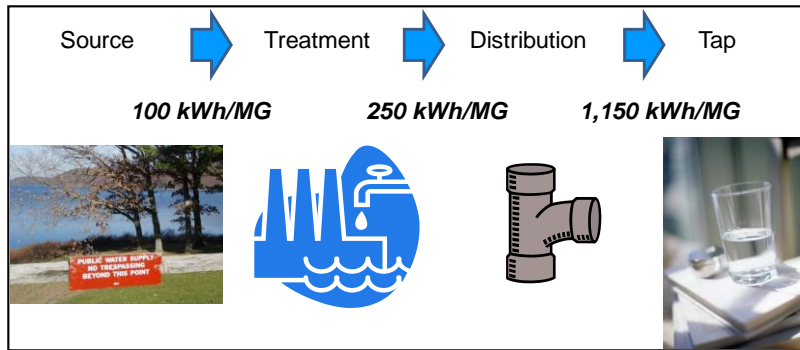 Source Treatment Distribution Tap
100 kWh/MG 250 kWh/MG 1,150 kWh/MG
PUBLIC WATER SUPPLY
NO TRESPASSING
BEYOND THIS POINT